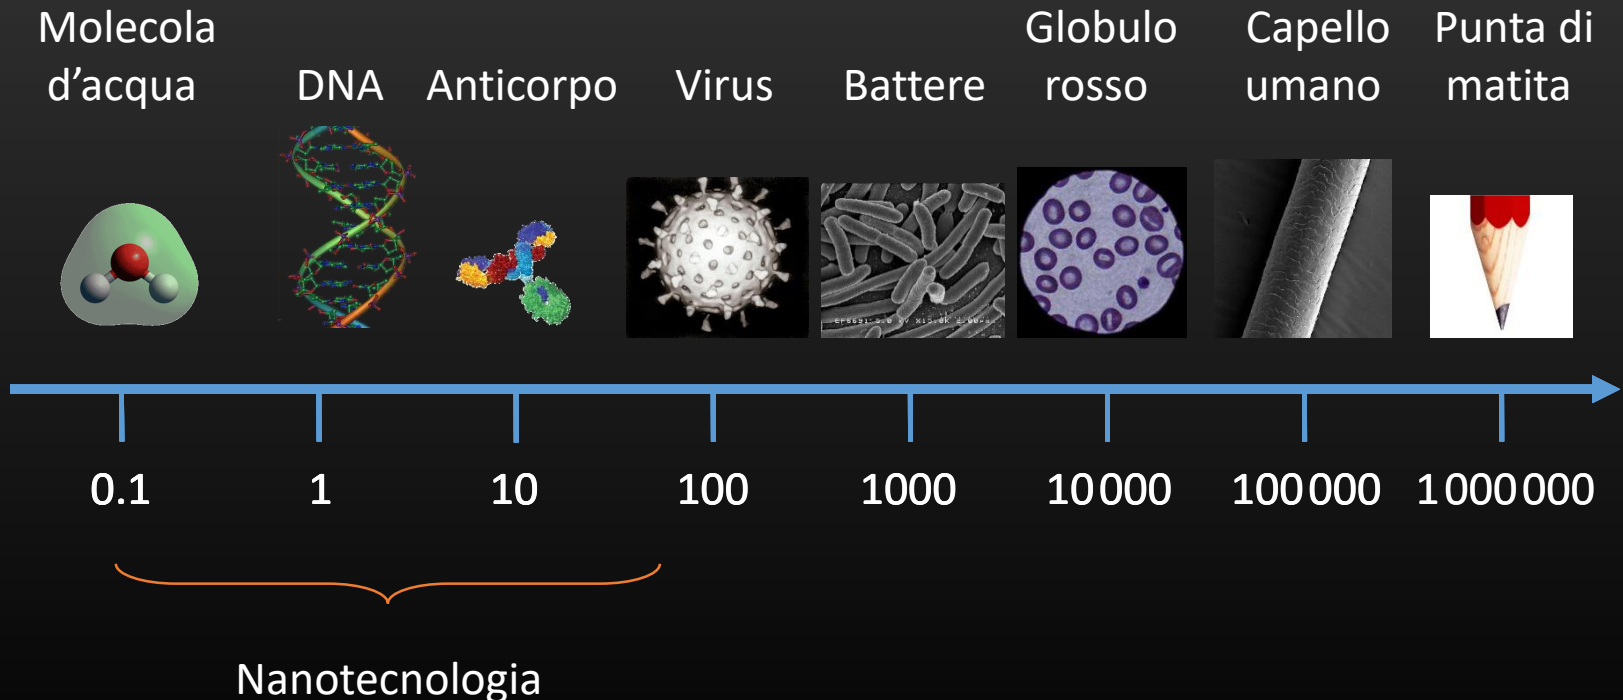 Molecola
d’acqua
DNA
Anticorpo
Virus
Battere
Globulo
rosso
Capello
umano
Punta di
matita
0.1
1
10
100
1000
10 000
100 000
1 000 000
Nanotecnologia